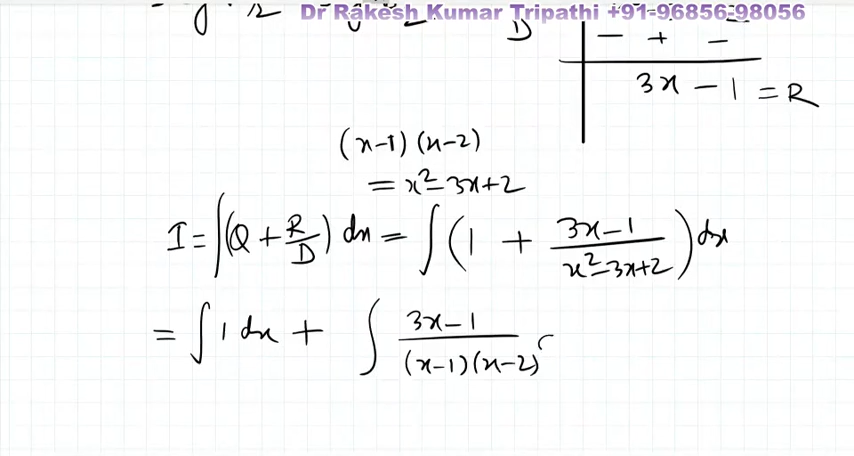 Dr Rakesh Kumar Tripathi +91-96856-98056
D
− + −
3x − 1 = R
(x−1)(x−2)
= x²−3x+2
I = ∫(Q + R/D) dx = ∫(1 + (3x−1)/(x²−3x+2)) dx
= ∫ 1 dx + ∫ (3x−1)/((x−1)(x−2))